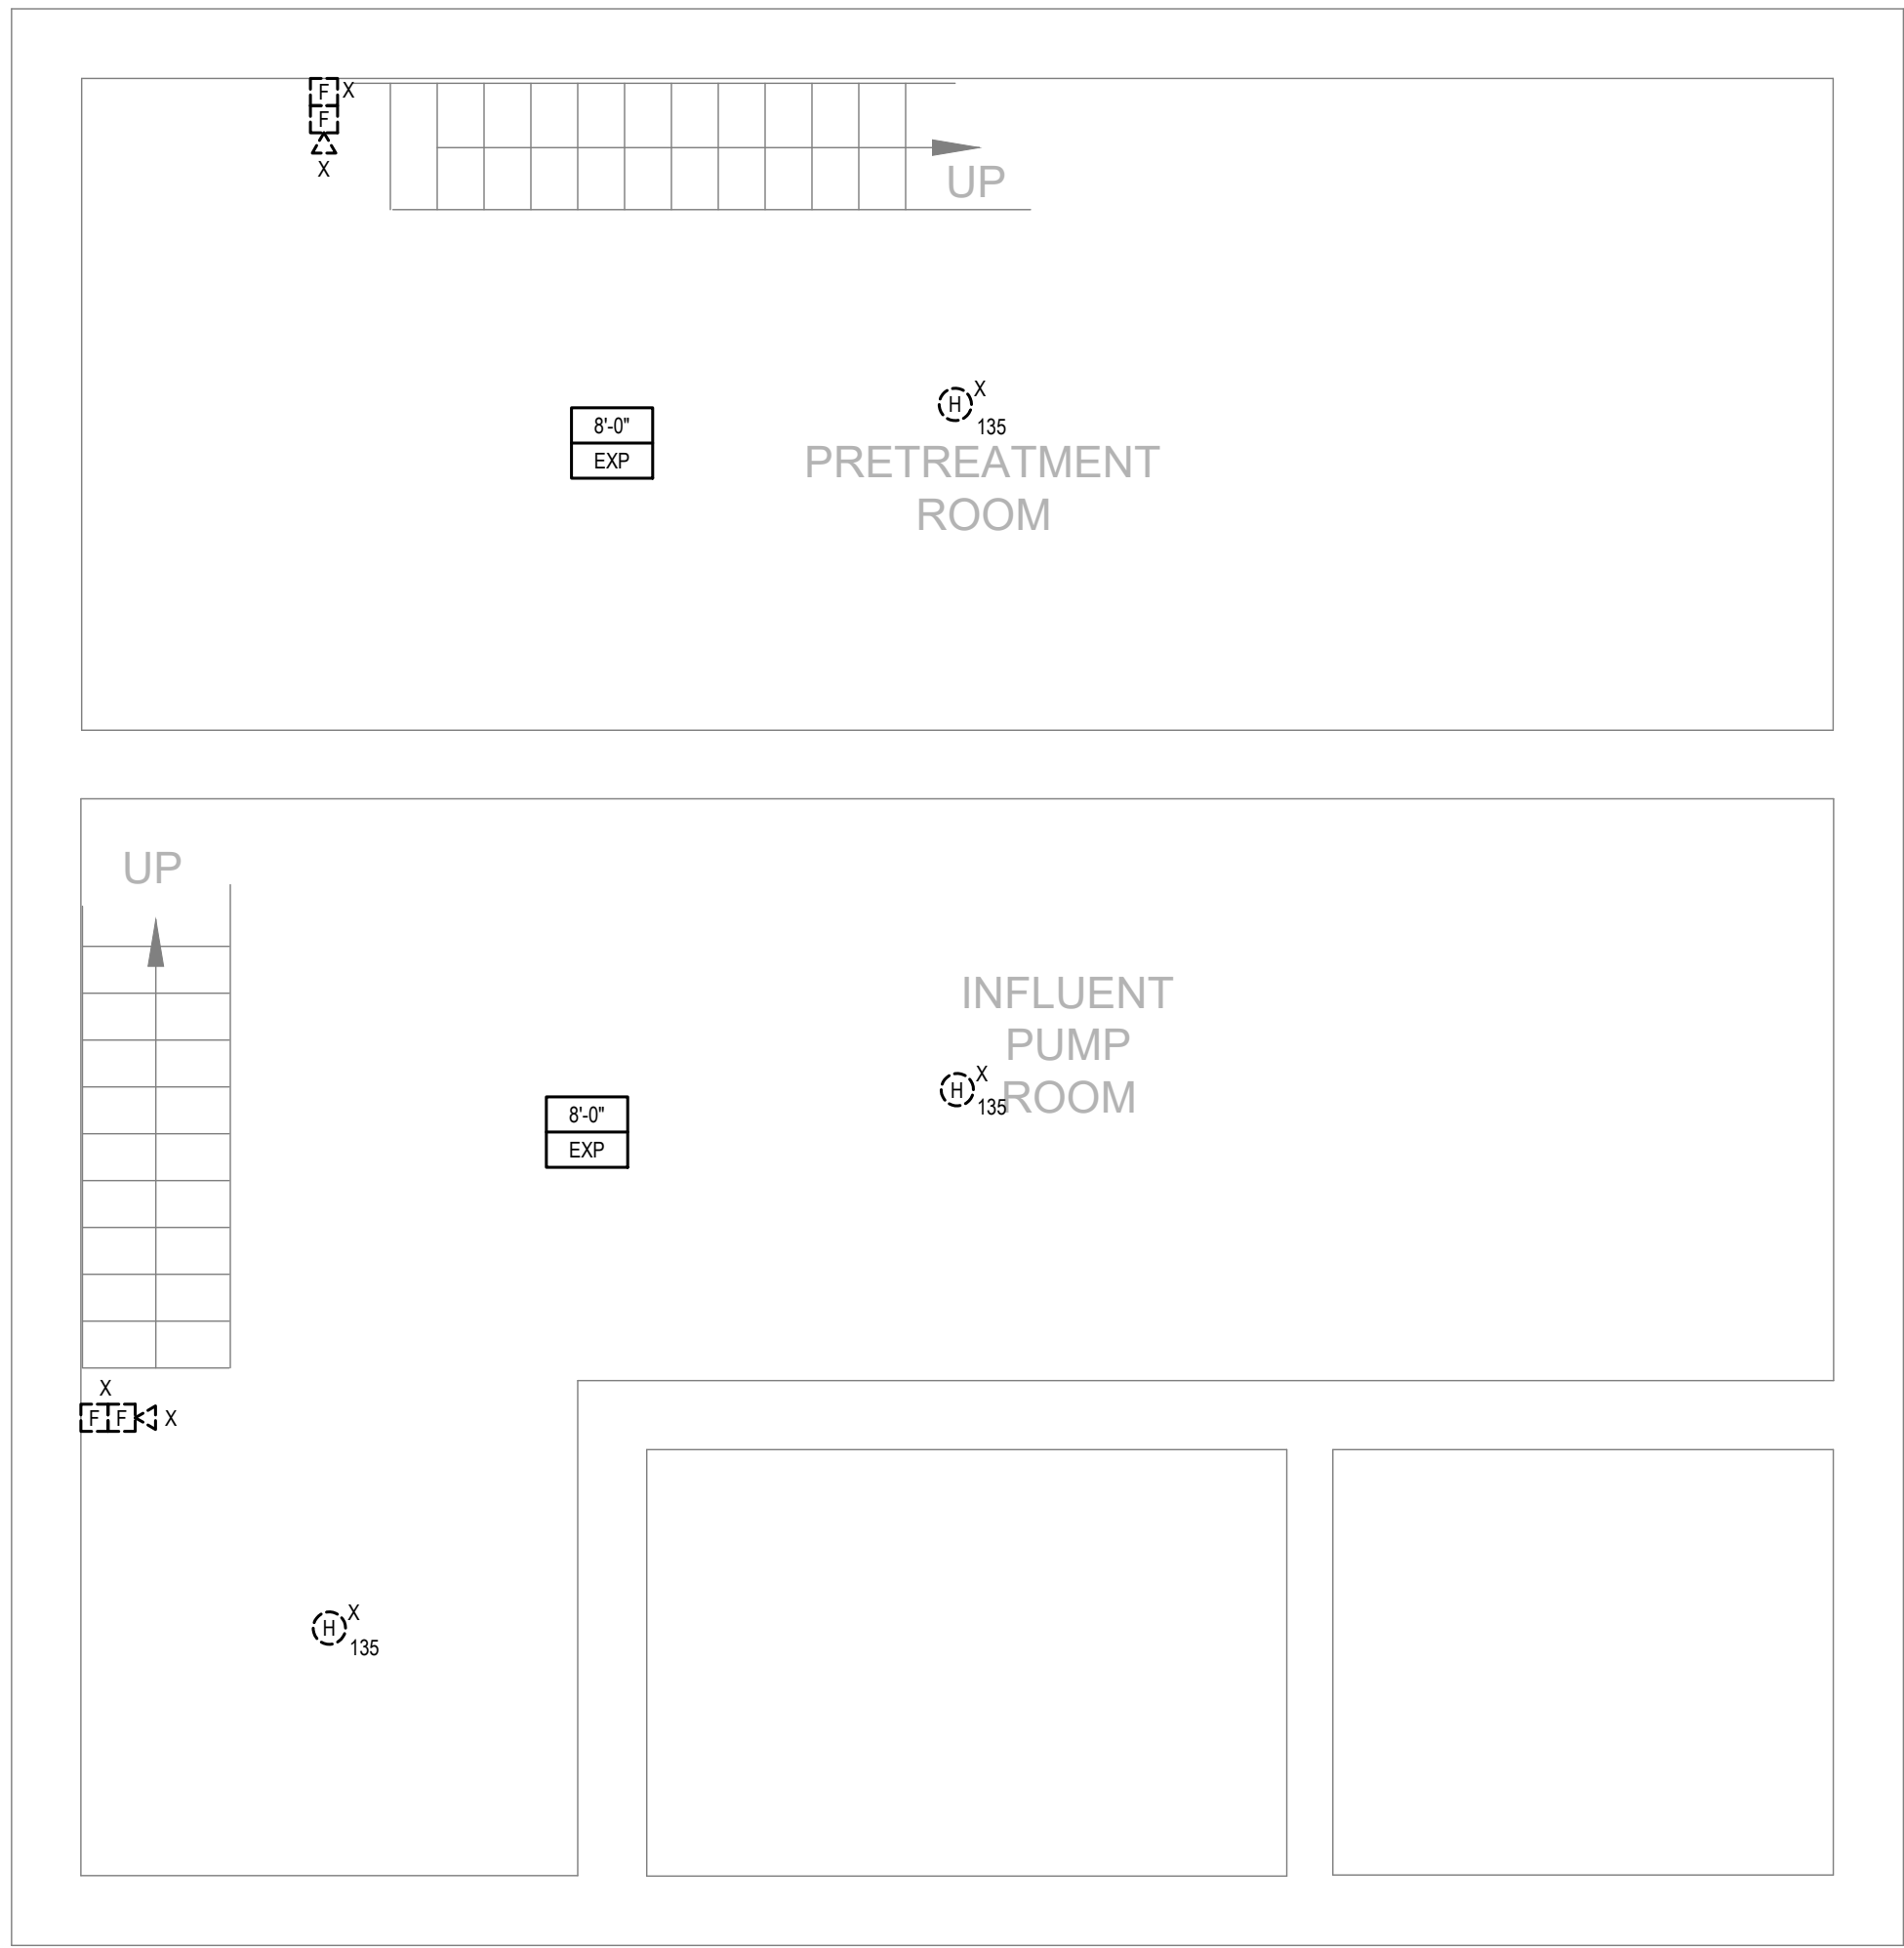 F X
F
X
UP
H X
135
8'-0"
EXP
PRETREATMENT
ROOM
UP
INFLUENT
PUMP
ROOM
H X
135
8'-0"
EXP
X
F F X
H X
135